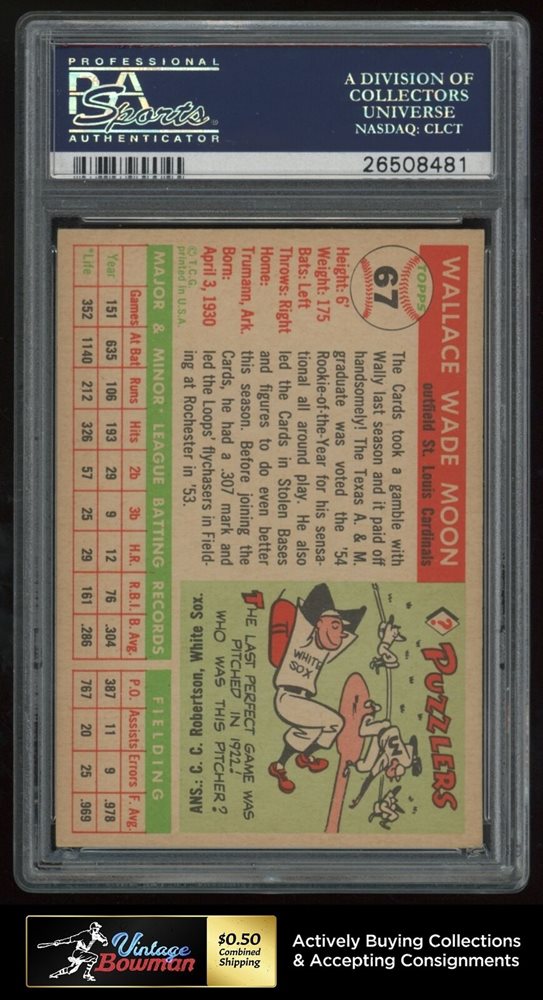 PROFESSIONAL
PSA
Sports
AUTHENTICATOR
A DIVISION OF
COLLECTORS
UNIVERSE
NASDAQ: CLCT
26508481
TOPPS
67
WALLACE WADE MOON
outfield St. Louis Cardinals
Height: 6'
Weight: 175
Bats: Left
Throws: Right
Home:
Trumann, Ark.
Born:
April 3, 1930
© T.C.G.
printed in U.S.A.
The Cards took a gamble with
Wally last season and it paid off
handsomely! The Texas A. & M.
graduate was voted the '54
Rookie-of-the-Year for his sensa-
tional all around play. He also
led the Cards in Stolen Bases
and figures to do even better
this season. Before joining the
Cards, he had a .307 mark and
led the Loops' flychasers in Field-
ing at Rochester in '53.
? PUZZLERS
WHITE
SOX
THE LAST PERFECT GAME WAS
PITCHED IN 1922!
WHO WAS THIS PITCHER?
ANS.: C. C. Robertson, White Sox.
MAJOR & MINOR* LEAGUE BATTING RECORDS FIELDING
Games At Bat Runs Hits 2b 3b H.R. R.B.I. B. Avg. P.O. Assists Errors F. Avg.
Year 151 635 106 193 29 9 12 76 .304 387 11 9 .978
*Life 352 1140 212 326 57 25 29 161 .286 767 20 25 .969
Vintage
Bowman
$0.50
Combined
Shipping
Actively Buying Collections
& Accepting Consignments